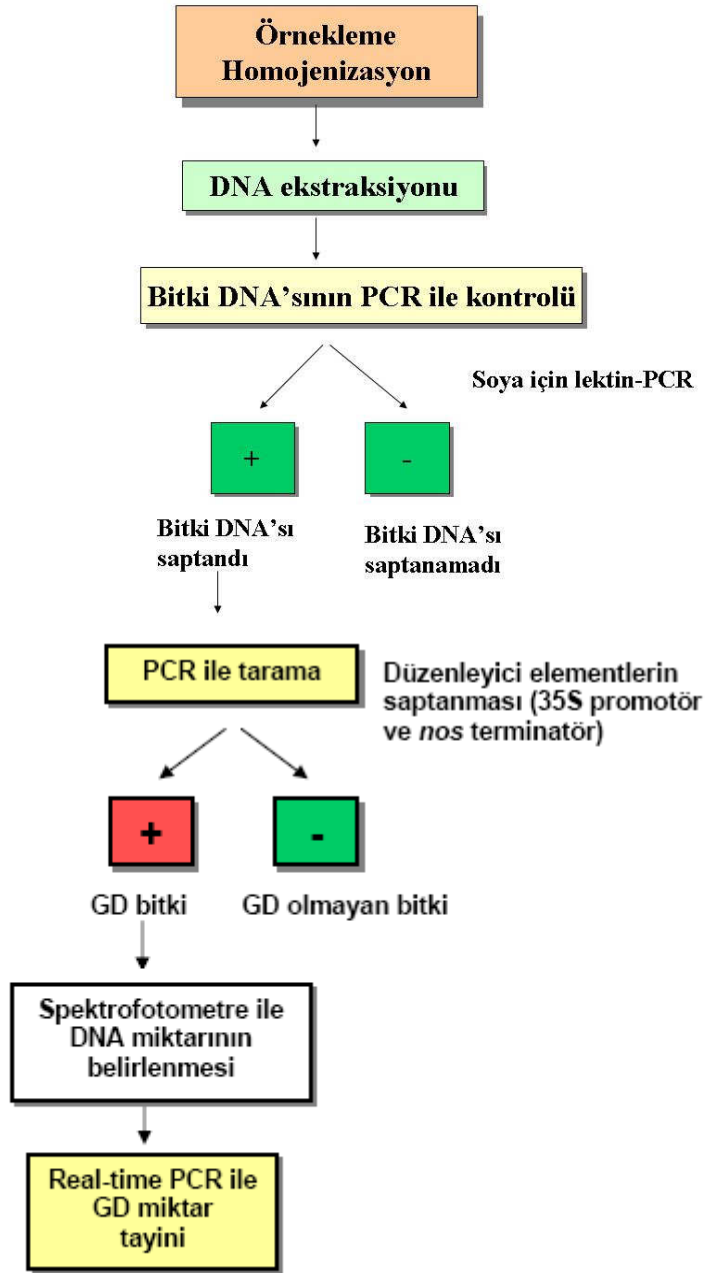 Örnekleme
Homojenizasyon
DNA ekstraksiyonu
Bitki DNA’sının PCR ile kontrolü
Soya için lektin-PCR
+
-
Bitki DNA’sı
saptandı
Bitki DNA’sı
saptanamadı
PCR ile tarama
Düzenleyici elementlerin
saptanması (35S promotör
ve nos terminatör)
+
-
GD bitki
GD olmayan bitki
Spektrofotometre ile
DNA miktarının
belirlenmesi
Real-time PCR ile
GD miktar
tayini